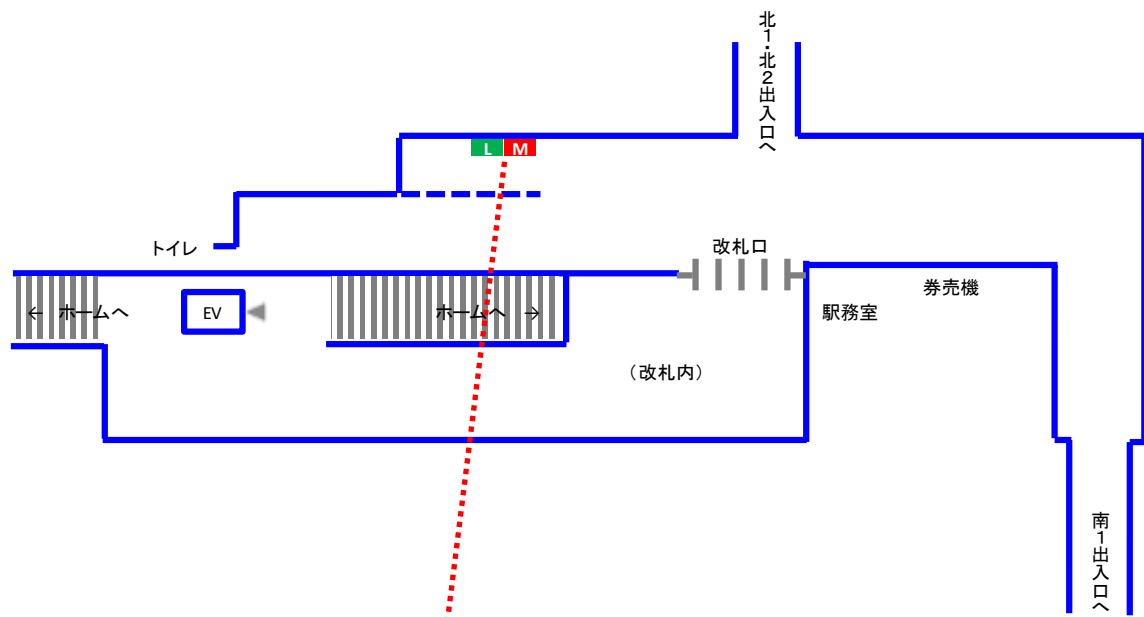 北1・北2出入口へ
L M
トイレ
改札口
券売機
← ホームへ
EV
ホームへ →
駅務室
（改札内）
南1出入口へ